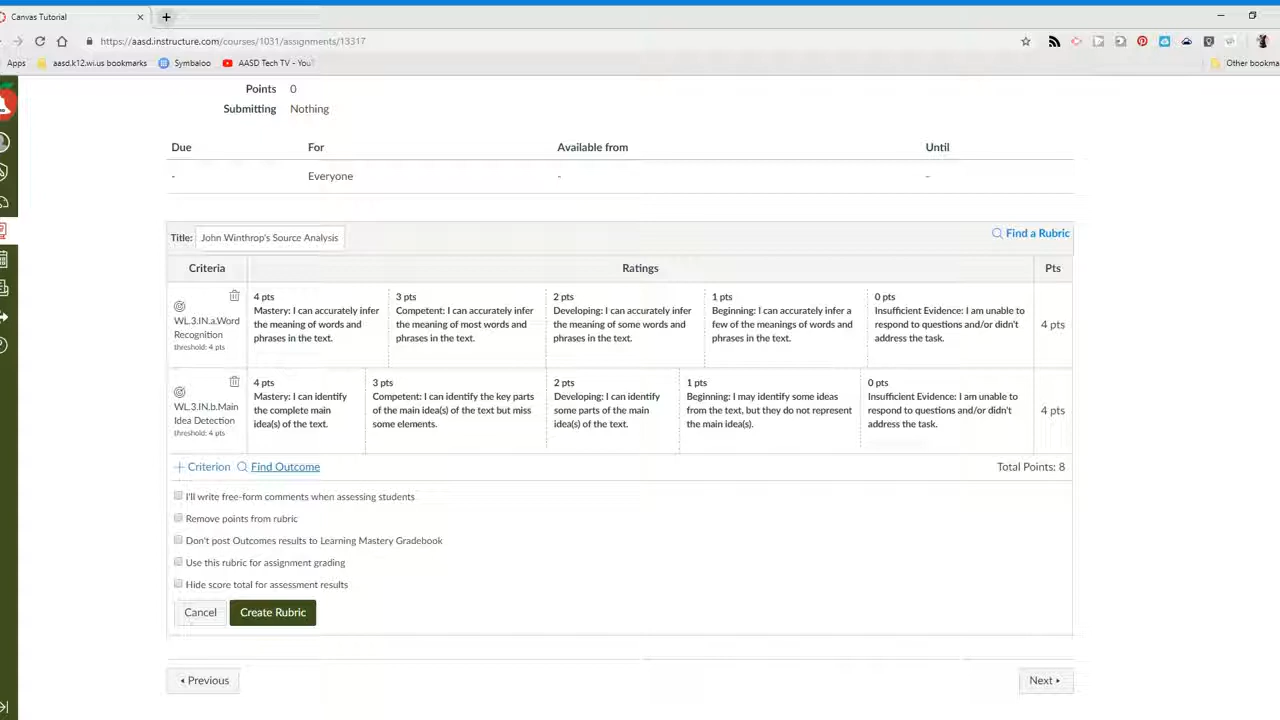 Canvas Tutorial
https://aasd.instructure.com/courses/1031/assignments/13317
Apps aasd.k12.wi.us bookmarks Symbaloo AASD Tech TV - You Other bookma
Points 0
Submitting Nothing
Due For Available from Until
- Everyone - -
Title: John Winthrop's Source Analysis Find a Rubric
Criteria Ratings Pts
WL.3.IN.a.Word
Recognition
threshold: 4 pts
4 pts
Mastery: I can accurately infer
the meaning of words and
phrases in the text.
3 pts
Competent: I can accurately infer
the meaning of most words and
phrases in the text.
2 pts
Developing: I can accurately infer
the meaning of some words and
phrases in the text.
1 pts
Beginning: I can accurately infer a
few of the meanings of words and
phrases in the text.
0 pts
Insufficient Evidence: I am unable to
respond to questions and/or didn't
address the task.
4 pts
WL.3.IN.b.Main
Idea Detection
threshold: 4 pts
4 pts
Mastery: I can identify
the complete main
idea(s) of the text.
3 pts
Competent: I can identify the key parts
of the main idea(s) of the text but miss
some elements.
2 pts
Developing: I can identify
some parts of the main
idea(s) of the text.
1 pts
Beginning: I may identify some ideas
from the text, but they do not represent
the main idea(s).
0 pts
Insufficient Evidence: I am unable to
respond to questions and/or didn't
address the task.
4 pts
Criterion Find Outcome Total Points: 8
I'll write free-form comments when assessing students
Remove points from rubric
Don't post Outcomes results to Learning Mastery Gradebook
Use this rubric for assignment grading
Hide score total for assessment results
Cancel Create Rubric
Previous Next